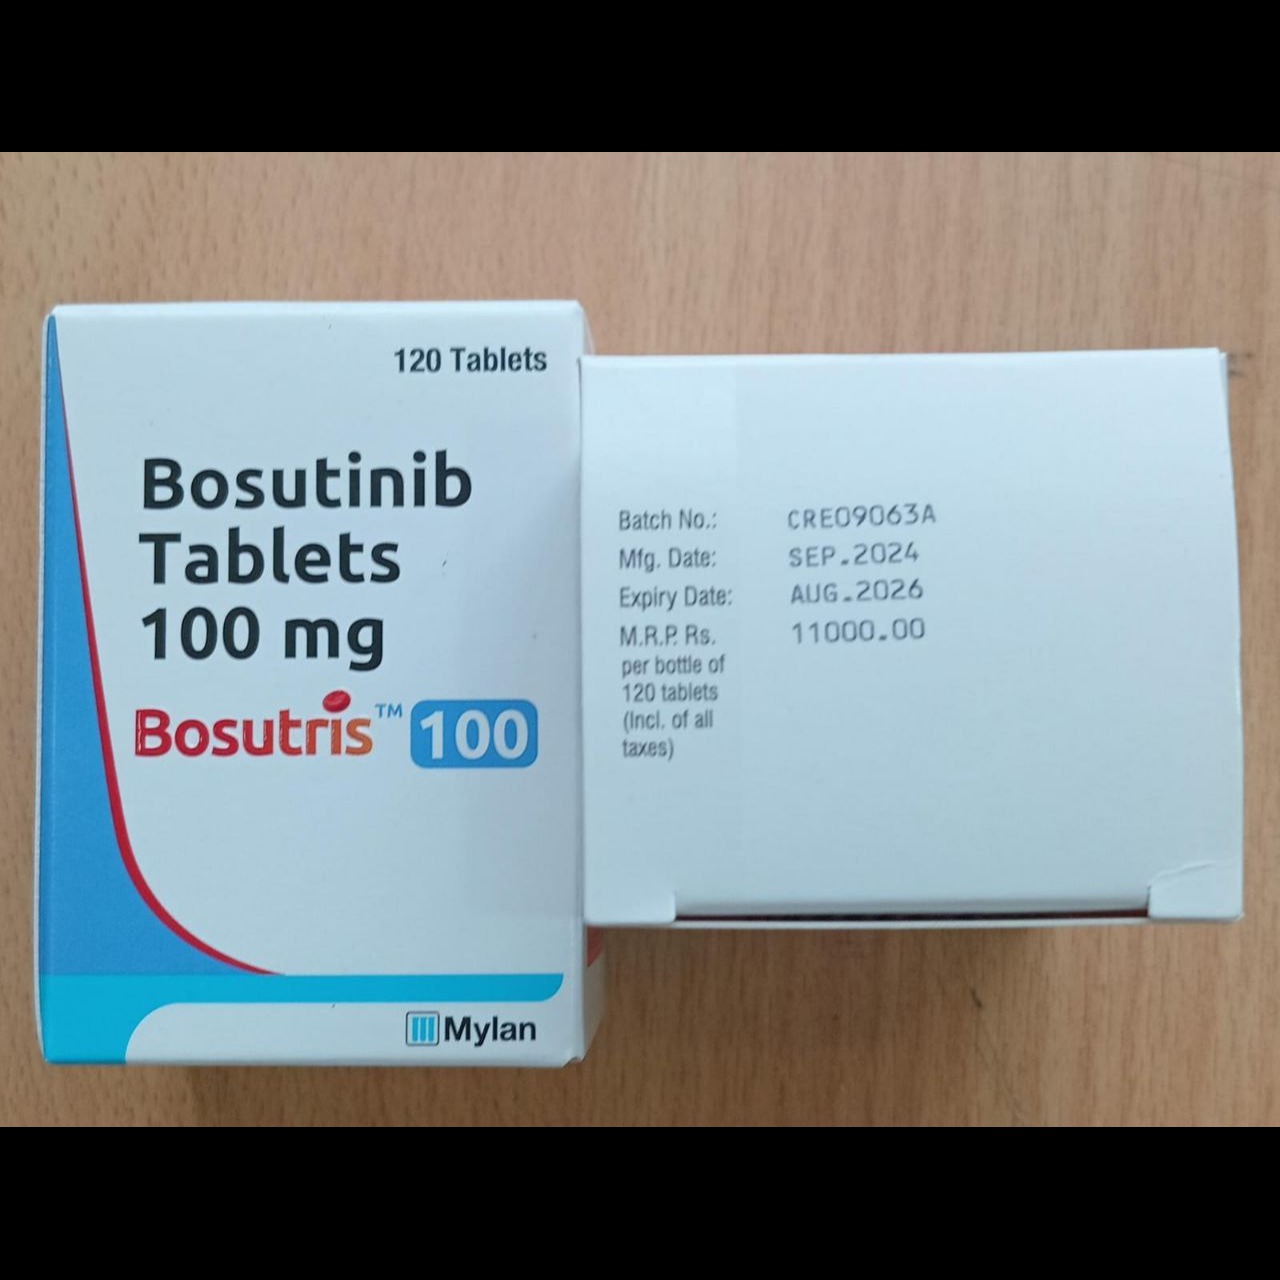 120 Tablets
Bosutinib
Tablets
100 mg
Bosutris™ 100
Mylan
Batch No.: CRE09063A
Mfg. Date: SEP.2024
Expiry Date: AUG.2026
M.R.P. Rs. 11000.00
per bottle of
120 tablets
(Incl. of all
taxes)